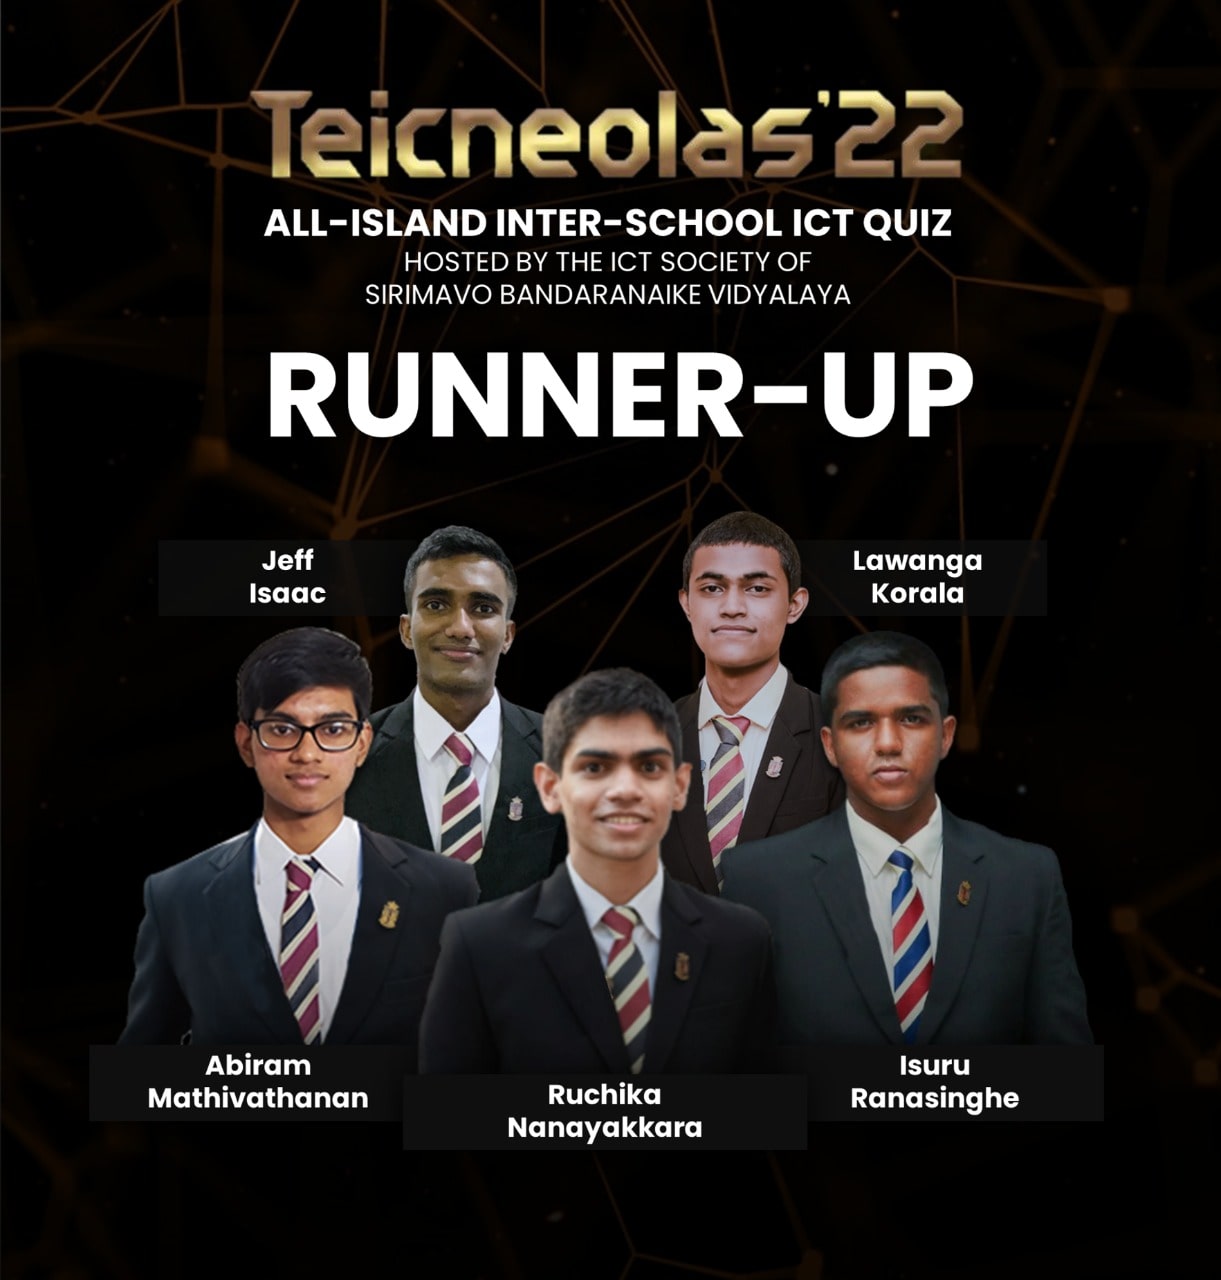 Teicneolas'22
ALL-ISLAND INTER-SCHOOL ICT QUIZ
HOSTED BY THE ICT SOCIETY OF
SIRIMAVO BANDARANAIKE VIDYALAYA
RUNNER-UP
Jeff
Isaac
Lawanga
Korala
Abiram
Mathivathanan
Ruchika
Nanayakkara
Isuru
Ranasinghe